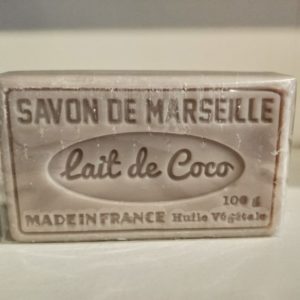 SAVON DE MARSEILLE
Lait de Coco
100 g
MADE IN FRANCE Huile Végétale